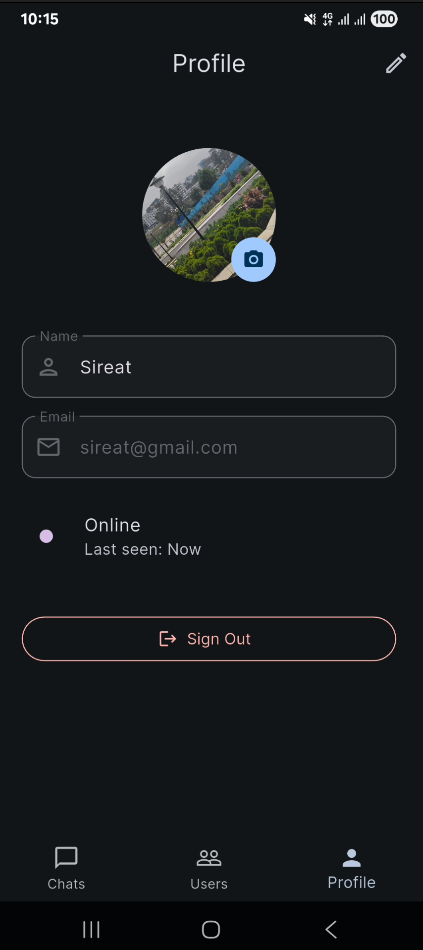 10:15
4G
100
Profile
Name
Sireat
Email
sireat@gmail.com
Online
Last seen: Now
Sign Out
Chats
Users
Profile